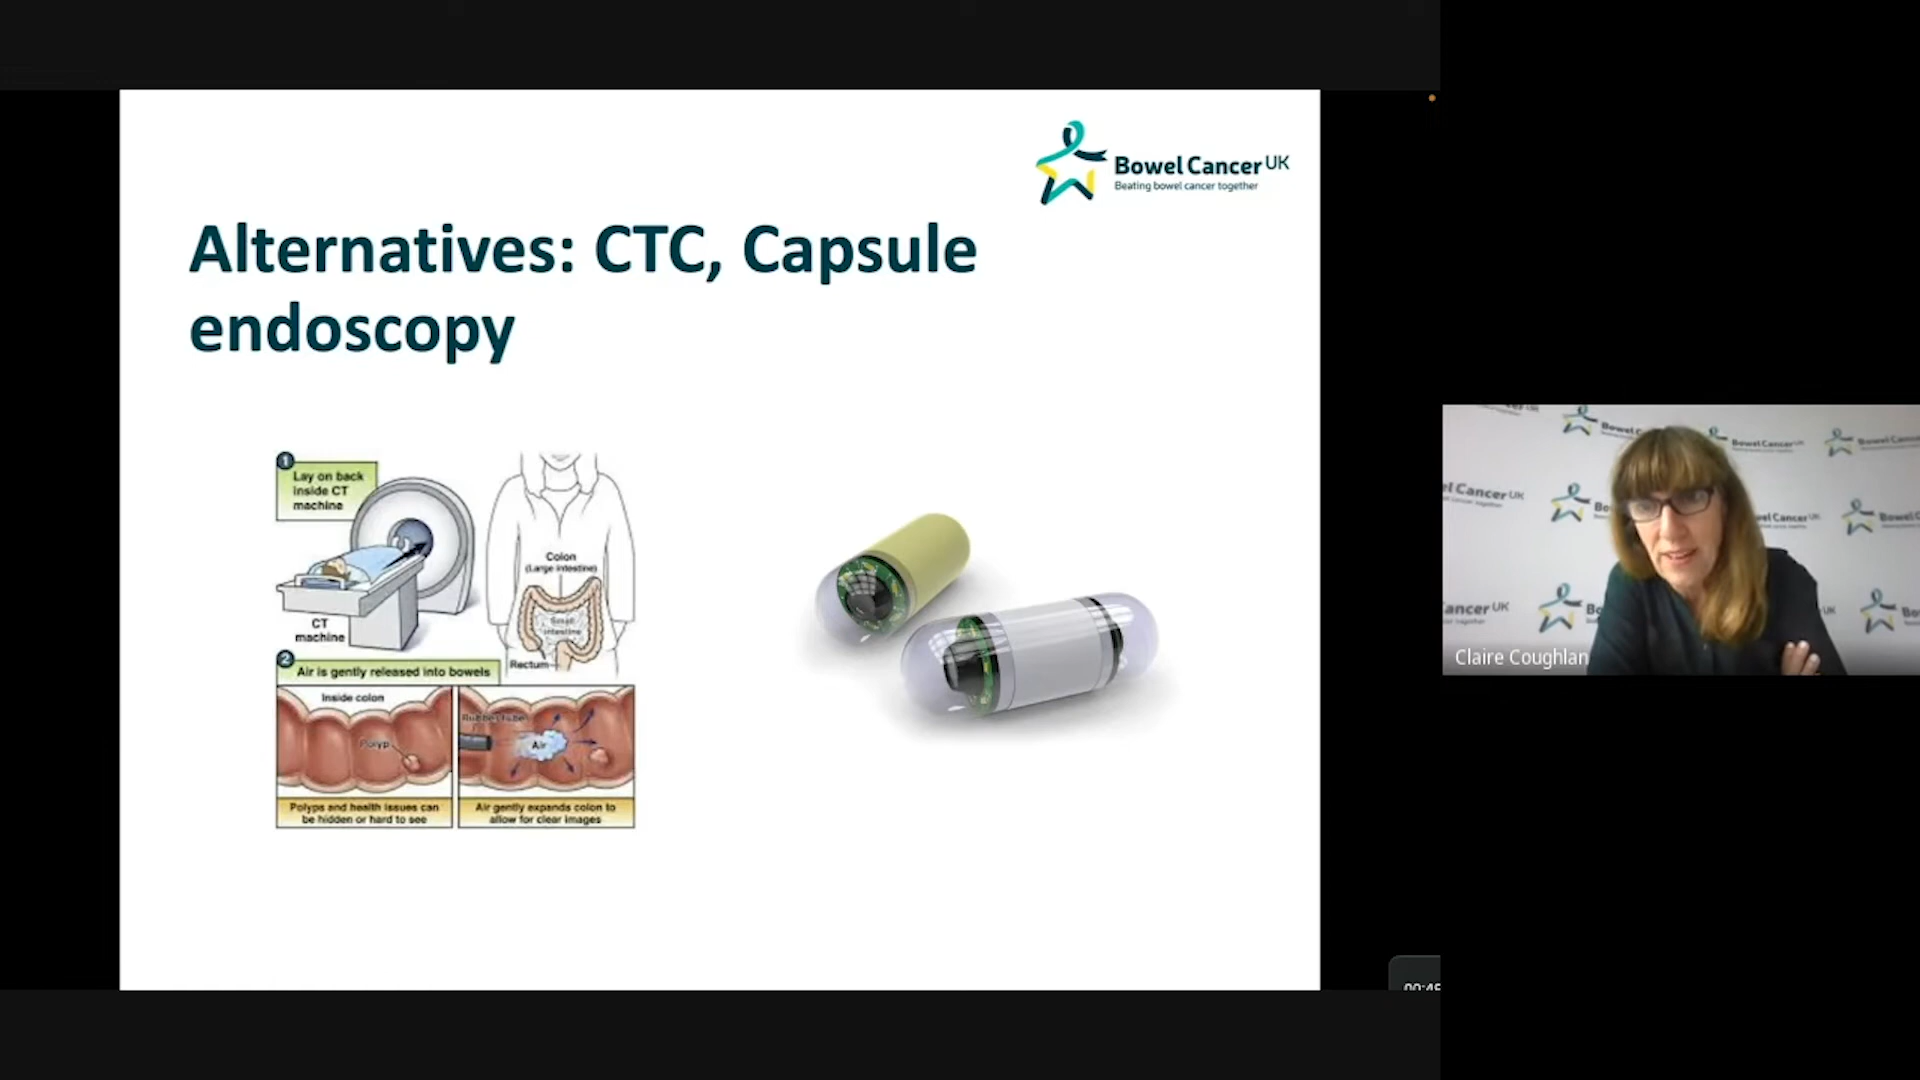 Bowel Cancer UK
Beating bowel cancer together
Alternatives: CTC, Capsule
endoscopy
1
Lay on back
inside CT
machine
CT
machine
Colon
(Large intestine)
Small
intestine
Rectum
2
Air is gently released into bowels
Inside colon
Polyp
Polyps and health issues can
be hidden or hard to see
Rubber tube
Air
Air gently expands colon to
allow for clear images
Bowel Cancer UK
Claire Coughlan